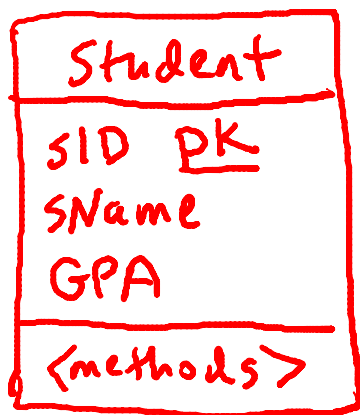 Student
sID pk
sName
GPA
<methods>